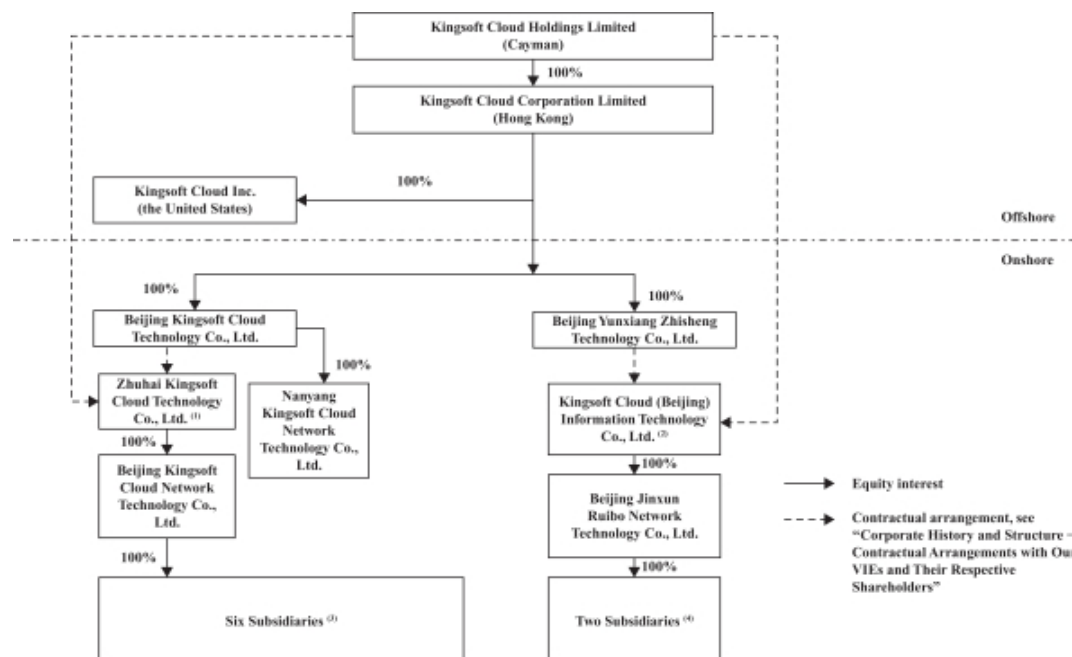 Kingsoft Cloud Holdings Limited
(Cayman)
100%
Kingsoft Cloud Corporation Limited
(Hong Kong)
100%
Kingsoft Cloud Inc.
(the United States)
Offshore
Onshore
100%
100%
Beijing Kingsoft Cloud
Technology Co., Ltd.
Beijing Yunxiang Zhisheng
Technology Co., Ltd.
100%
Zhuhai Kingsoft
Cloud Technology
Co., Ltd. (1)
Nanyang
Kingsoft Cloud
Network
Technology Co.,
Ltd.
Kingsoft Cloud (Beijing)
Information Technology
Co., Ltd. (2)
100%
100%
Beijing Kingsoft
Cloud Network
Technology Co.,
Ltd.
Beijing Jinxun
Ruibo Network
Technology Co., Ltd.
Equity interest
Contractual arrangement, see
“Corporate History and Structure –
Contractual Arrangements with Our
VIEs and Their Respective
Shareholders”
100%
100%
Six Subsidiaries (3)
Two Subsidiaries (4)